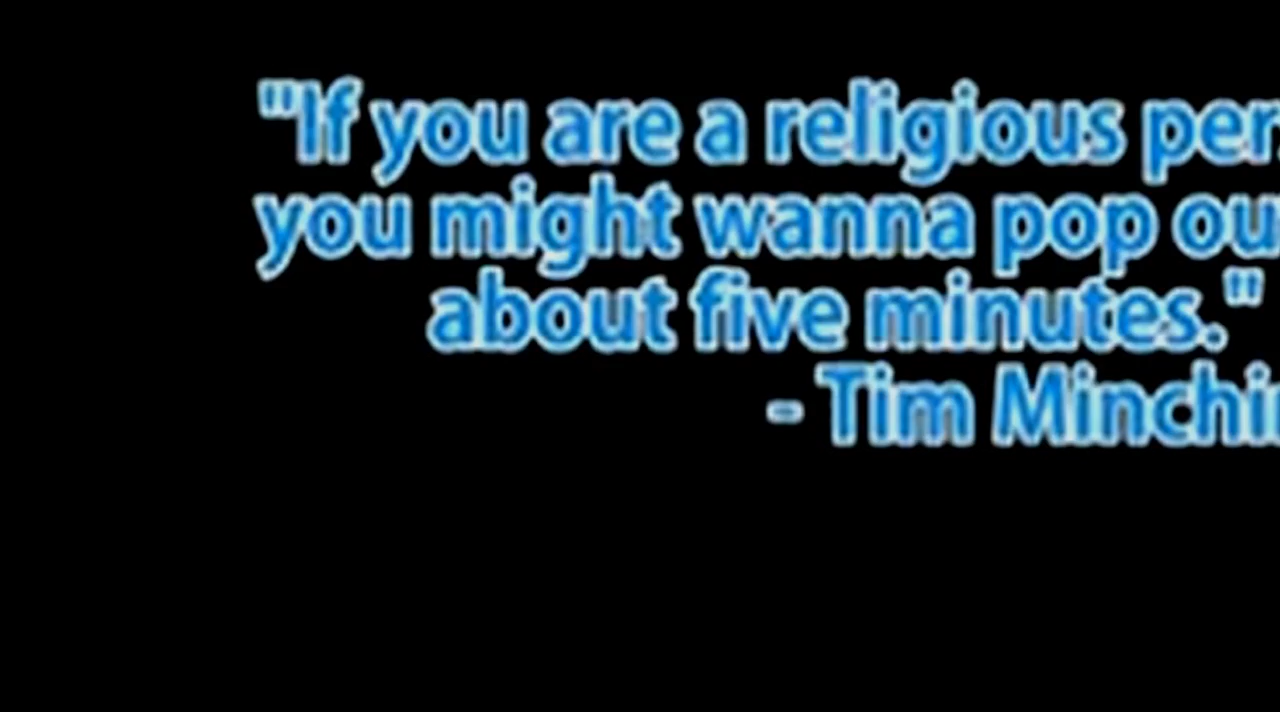 "If you are a religious per
you might wanna pop ou
about five minutes."
- Tim Minchi